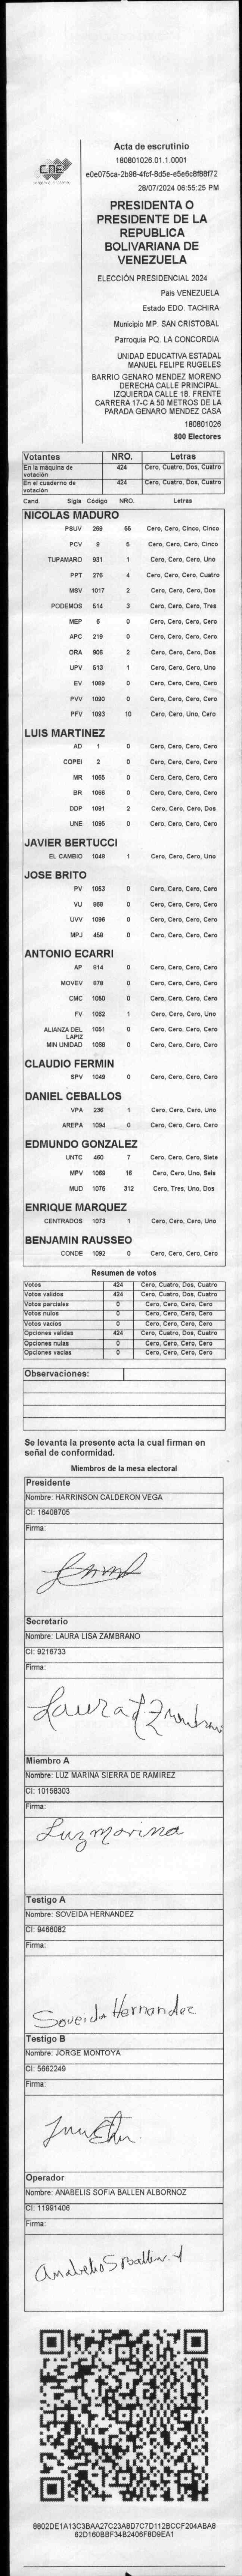 Acta de escrutinio
180801026.01.1.0001
e0e075ca-2b98-4fcf-8d5e-e5e6c8f88f72
28/07/2024 06:55:25 PM
CNE
PRESIDENTA O
PRESIDENTE DE LA
REPUBLICA
BOLIVARIANA DE
VENEZUELA
ELECCIÓN PRESIDENCIAL 2024
País VENEZUELA
Estado EDO. TACHIRA
Municipio MP. SAN CRISTOBAL
Parroquia PQ. LA CONCORDIA
UNIDAD EDUCATIVA ESTADAL
MANUEL FELIPE RUGELES
BARRIO GENARO MENDEZ MORENO
DERECHA CALLE PRINCIPAL.
IZQUIERDA CALLE 18. FRENTE
CARRERA 17-C A 50 METROS DE LA
PARADA GENARO MENDEZ CASA
180801026
800 Electores
Votantes NRO. Letras
En la máquina de votación 424 Cero, Cuatro, Dos, Cuatro
En el cuaderno de votación 424 Cero, Cuatro, Dos, Cuatro
Cand. Sigla Código NRO. Letras
NICOLAS MADURO
PSUV 269 55 Cero, Cero, Cinco, Cinco
PCV 9 5 Cero, Cero, Cero, Cinco
TUPAMARO 931 1 Cero, Cero, Cero, Uno
PPT 276 4 Cero, Cero, Cero, Cuatro
MSV 1017 2 Cero, Cero, Cero, Dos
PODEMOS 514 3 Cero, Cero, Cero, Tres
MEP 6 0 Cero, Cero, Cero, Cero
APC 219 0 Cero, Cero, Cero, Cero
ORA 906 2 Cero, Cero, Cero, Dos
UPV 513 1 Cero, Cero, Cero, Uno
EV 1089 0 Cero, Cero, Cero, Cero
PVV 1090 0 Cero, Cero, Cero, Cero
PFV 1093 10 Cero, Cero, Uno, Cero
LUIS MARTINEZ
AD 1 0 Cero, Cero, Cero, Cero
COPEI 2 0 Cero, Cero, Cero, Cero
MR 1065 0 Cero, Cero, Cero, Cero
BR 1066 0 Cero, Cero, Cero, Cero
DDP 1091 2 Cero, Cero, Cero, Dos
UNE 1095 0 Cero, Cero, Cero, Cero
JAVIER BERTUCCI
EL CAMBIO 1048 1 Cero, Cero, Cero, Uno
JOSE BRITO
PV 1053 0 Cero, Cero, Cero, Cero
VU 969 0 Cero, Cero, Cero, Cero
UVV 1096 0 Cero, Cero, Cero, Cero
MPJ 458 0 Cero, Cero, Cero, Cero
ANTONIO ECARRI
AP 814 0 Cero, Cero, Cero, Cero
MOVEV 979 0 Cero, Cero, Cero, Cero
CMC 1050 0 Cero, Cero, Cero, Cero
FV 1062 1 Cero, Cero, Cero, Uno
ALIANZA DEL LAPIZ 1051 0 Cero, Cero, Cero, Cero
MIN UNIDAD 1068 0 Cero, Cero, Cero, Cero
CLAUDIO FERMIN
SPV 1049 0 Cero, Cero, Cero, Cero
DANIEL CEBALLOS
VPA 236 1 Cero, Cero, Cero, Uno
AREPA 1094 0 Cero, Cero, Cero, Cero
EDMUNDO GONZALEZ
UNTC 460 7 Cero, Cero, Cero, Siete
MPV 1069 16 Cero, Cero, Uno, Seis
MUD 1075 312 Cero, Tres, Uno, Dos
ENRIQUE MARQUEZ
CENTRADOS 1073 1 Cero, Cero, Cero, Uno
BENJAMIN RAUSSEO
CONDE 1092 0 Cero, Cero, Cero, Cero
Resumen de votos
Votos 424 Cero, Cuatro, Dos, Cuatro
Votos validos 424 Cero, Cuatro, Dos, Cuatro
Votos parciales 0 Cero, Cero, Cero, Cero
Votos nulos 0 Cero, Cero, Cero, Cero
Votos vacios 0 Cero, Cero, Cero, Cero
Opciones validas 424 Cero, Cuatro, Dos, Cuatro
Opciones nulas 0 Cero, Cero, Cero, Cero
Opciones vacias 0 Cero, Cero, Cero, Cero
Observaciones:
Se levanta la presente acta la cual firman en
señal de conformidad.
Miembros de la mesa electoral
Presidente
Nombre: HARRINSON CALDERON VEGA
CI: 16408705
Firma:
Secretario
Nombre: LAURA LISA ZAMBRANO
CI: 9216733
Firma:
Laura Zambrano
Miembro A
Nombre: LUZ MARINA SIERRA DE RAMIREZ
CI: 10158303
Firma:
Luz marina
Testigo A
Nombre: SOVEIDA HERNANDEZ
CI: 9466082
Firma:
Soveida Hernandez
Testigo B
Nombre: JORGE MONTOYA
CI: 5662249
Firma:
Operador
Nombre: ANABELIS SOFIA BALLEN ALBORNOZ
CI: 11991406
Firma:
Anabelis S Ballen. A
8802DE1A13C3BAA27C23A6D7C7D112BCCF204ABA8
62D160BBF34B2406F8D9EA1